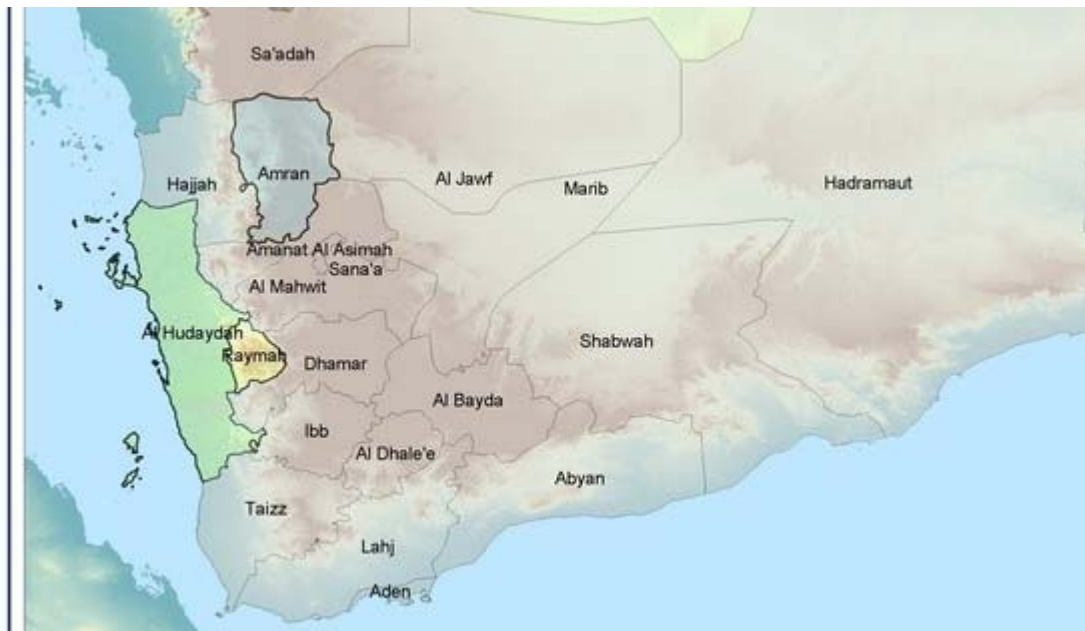 Sa'adah
Amran
Hajjah
Al Jawf
Marib
Hadramaut
Amanat Al Asimah
Sana'a
Al Mahwit
Al Hudaydah
Raymah
Dhamar
Shabwah
Al Bayda
Ibb
Al Dhale'e
Abyan
Taizz
Lahj
Aden